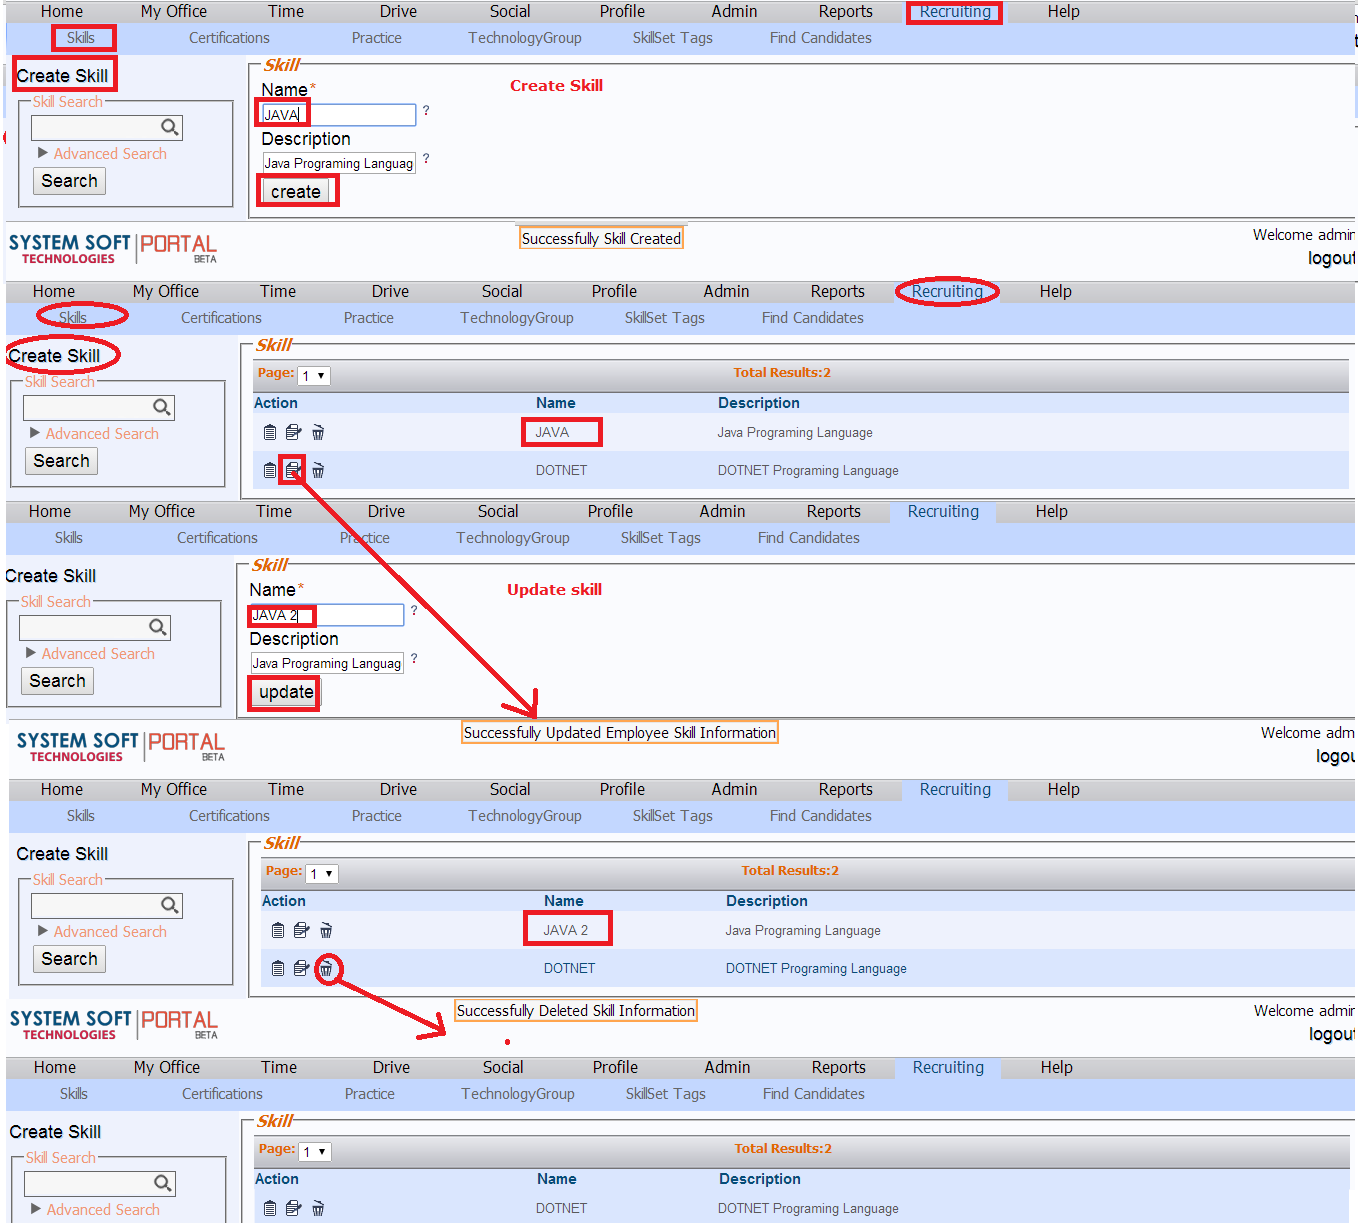 Home My Office Time Drive Social Profile Admin Reports Recruiting Help
Skills Certifications Practice TechnologyGroup SkillSet Tags Find Candidates
Create Skill
Skill Search
Advanced Search
Search
Skill
Name*
JAVA ?
Description
Java Programing Languag ?
create
Create Skill
SYSTEM SOFT PORTAL
TECHNOLOGIES BETA
Successfully Skill Created
Welcome admin
logout
Home My Office Time Drive Social Profile Admin Reports Recruiting Help
Skills Certifications Practice TechnologyGroup SkillSet Tags Find Candidates
Create Skill
Skill Search
Advanced Search
Search
Skill
Page: 1 Total Results:2
Action Name Description
JAVA Java Programing Language
DOTNET DOTNET Programing Language
Home My Office Time Drive Social Profile Admin Reports Recruiting Help
Skills Certifications Practice TechnologyGroup SkillSet Tags Find Candidates
Create Skill
Skill Search
Advanced Search
Search
Skill
Name*
JAVA 2 ?
Description
Java Programing Languag ?
update
Update skill
SYSTEM SOFT PORTAL
TECHNOLOGIES BETA
Successfully Updated Employee Skill Information
Welcome adm
logou
Home My Office Time Drive Social Profile Admin Reports Recruiting Help
Skills Certifications Practice TechnologyGroup SkillSet Tags Find Candidates
Create Skill
Skill Search
Advanced Search
Search
Skill
Page: 1 Total Results:2
Action Name Description
JAVA 2 Java Programing Language
DOTNET DOTNET Programing Language
SYSTEM SOFT PORTAL
TECHNOLOGIES BETA
Successfully Deleted Skill Information
Welcome admin
logout
Home My Office Time Drive Social Profile Admin Reports Recruiting Help
Skills Certifications Practice TechnologyGroup SkillSet Tags Find Candidates
Create Skill
Skill Search
Advanced Search
Skill
Page: 1 Total Results:2
Action Name Description
DOTNET DOTNET Programing Language